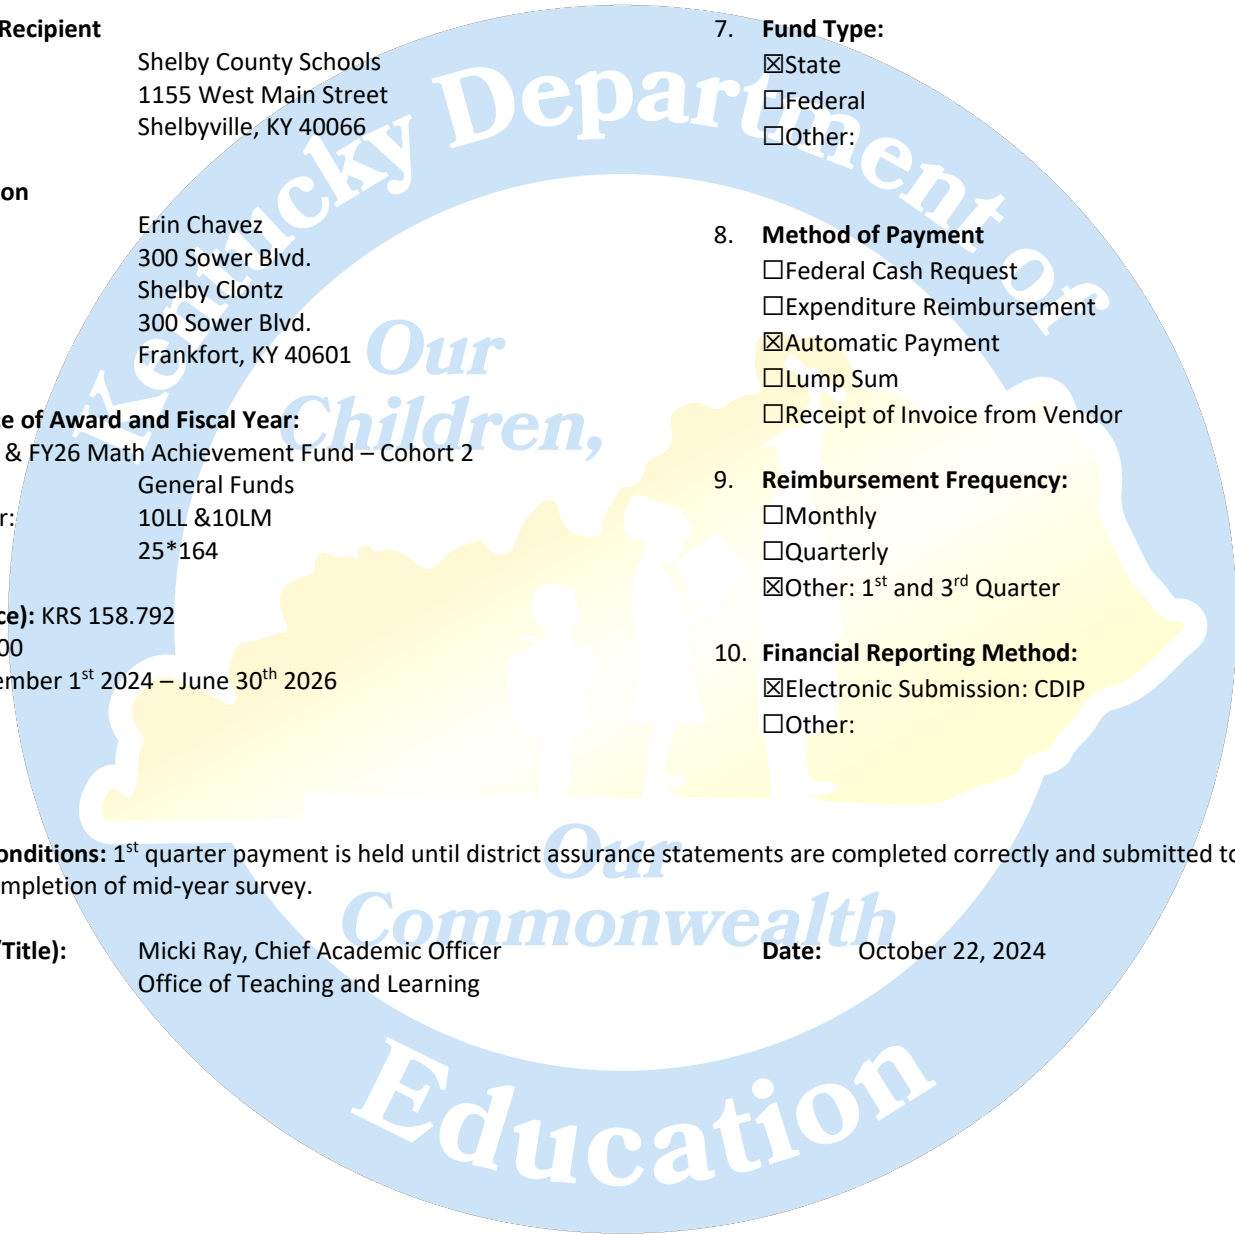 Recipient
Shelby County Schools
1155 West Main Street
Shelbyville, KY 40066
on
Erin Chavez
300 Sower Blvd.
Shelby Clontz
300 Sower Blvd.
Frankfort, KY 40601
e of Award and Fiscal Year:
& FY26 Math Achievement Fund – Cohort 2
General Funds
r: 10LL &10LM
25*164
ce): KRS 158.792
00
ember 1st 2024 – June 30th 2026
7. Fund Type:
☒State
☐Federal
☐Other:
8. Method of Payment
☐Federal Cash Request
☐Expenditure Reimbursement
☒Automatic Payment
☐Lump Sum
☐Receipt of Invoice from Vendor
9. Reimbursement Frequency:
☐Monthly
☐Quarterly
☒Other: 1st and 3rd Quarter
10. Financial Reporting Method:
☒Electronic Submission: CDIP
☐Other:
onditions: 1st quarter payment is held until district assurance statements are completed correctly and submitted to
mpletion of mid-year survey.
/Title): Micki Ray, Chief Academic Officer
Office of Teaching and Learning
Date: October 22, 2024
Kentucky Department of
Education
Our
Children,
Our
Commonwealth